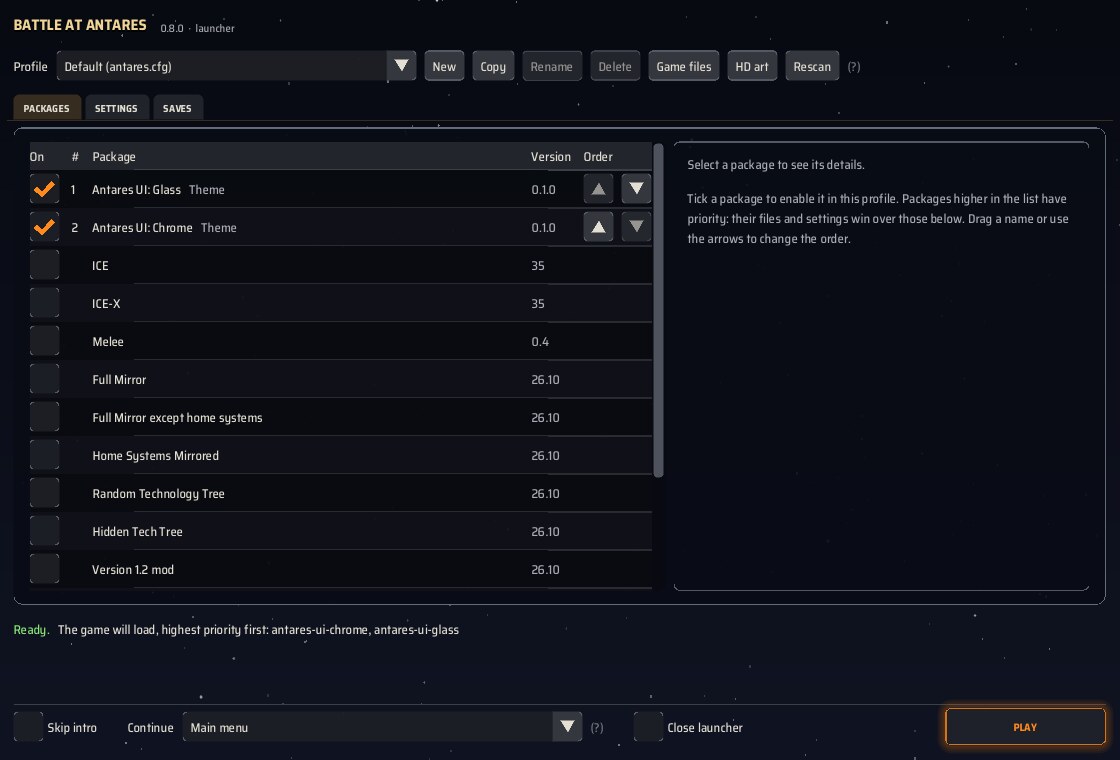 BATTLE AT ANTARES 0.8.0 · launcher
Profile Default (antares.cfg) New Copy Rename Delete Game files HD art Rescan (?)
PACKAGES SETTINGS SAVES
On # Package Version Order
1 Antares UI: Glass Theme 0.1.0
2 Antares UI: Chrome Theme 0.1.0
ICE 35
ICE-X 35
Melee 0.4
Full Mirror 26.10
Full Mirror except home systems 26.10
Home Systems Mirrored 26.10
Random Technology Tree 26.10
Hidden Tech Tree 26.10
Version 1.2 mod 26.10
Select a package to see its details.
Tick a package to enable it in this profile. Packages higher in the list have
priority: their files and settings win over those below. Drag a name or use
the arrows to change the order.
Ready. The game will load, highest priority first: antares-ui-chrome, antares-ui-glass
Skip intro Continue Main menu (?) Close launcher PLAY